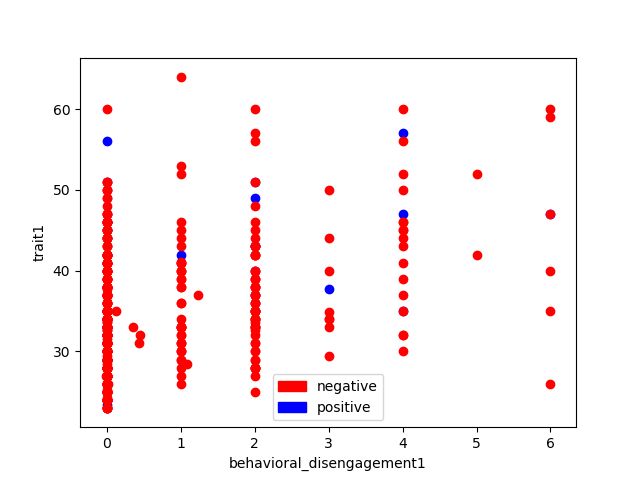 60
50
40
30
trait1
0 1 2 3 4 5 6
behavioral_disengagement1
negative
positive